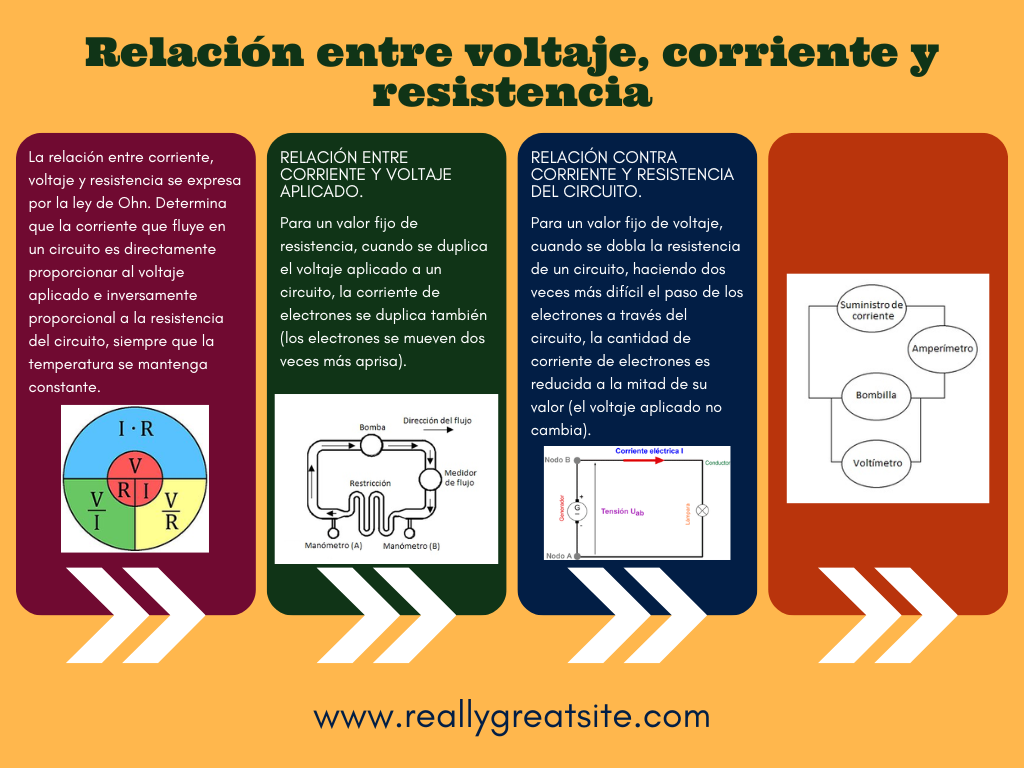 Relación entre voltaje, corriente y
resistencia
La relación entre corriente,
voltaje y resistencia se expresa
por la ley de Ohn. Determina
que la corriente que fluye en
un circuito es directamente
proporcionar al voltaje
aplicado e inversamente
proporcional a la resistencia
del circuito, siempre que la
temperatura se mantenga
constante.
I · R
V
R I
V
I
V
R
RELACIÓN ENTRE
CORRIENTE Y VOLTAJE
APLICADO.
Para un valor fijo de
resistencia, cuando se duplica
el voltaje aplicado a un
circuito, la corriente de
electrones se duplica también
(los electrones se mueven dos
veces más aprisa).
Dirección del flujo
Bomba
Medidor
de flujo
Restricción
Manómetro (A)
Manómetro (B)
RELACIÓN CONTRA
CORRIENTE Y RESISTENCIA
DEL CIRCUITO.
Para un valor fijo de voltaje,
cuando se dobla la resistencia
de un circuito, haciendo dos
veces más difícil el paso de los
electrones a través del
circuito, la cantidad de
corriente de electrones es
reducida a la mitad de su
valor (el voltaje aplicado no
cambia).
Corriente eléctrica I
Nodo B
Conductor
Generador
+
G
-
Tensión Uab
Lámpara
Nodo A
Suministro de
corriente
Amperímetro
Bombilla
Voltímetro
www.reallygreatsite.com